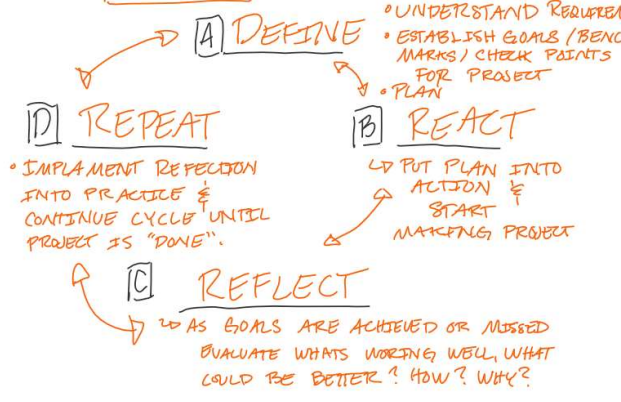 A DEFINE
• UNDERSTAND
• ESTABLISH GOALS / BENC
MARKS / CHECK POINTS
FOR PROJECT
• PLAN
D REPEAT
• IMPLAMENT REFECTION
INTO PRACTICE &
CONTINUE CYCLE UNTIL
PROJECT IS "DONE".
B REACT
↳ PUT PLAN INTO
ACTION &
START
MAKING PROJECT
C REFLECT
↳ AS GOALS ARE ACHIEVED OR MISSED
EVALUATE WHATS WORING WELL, WHAT
COULD BE BETTER? HOW? WHY?